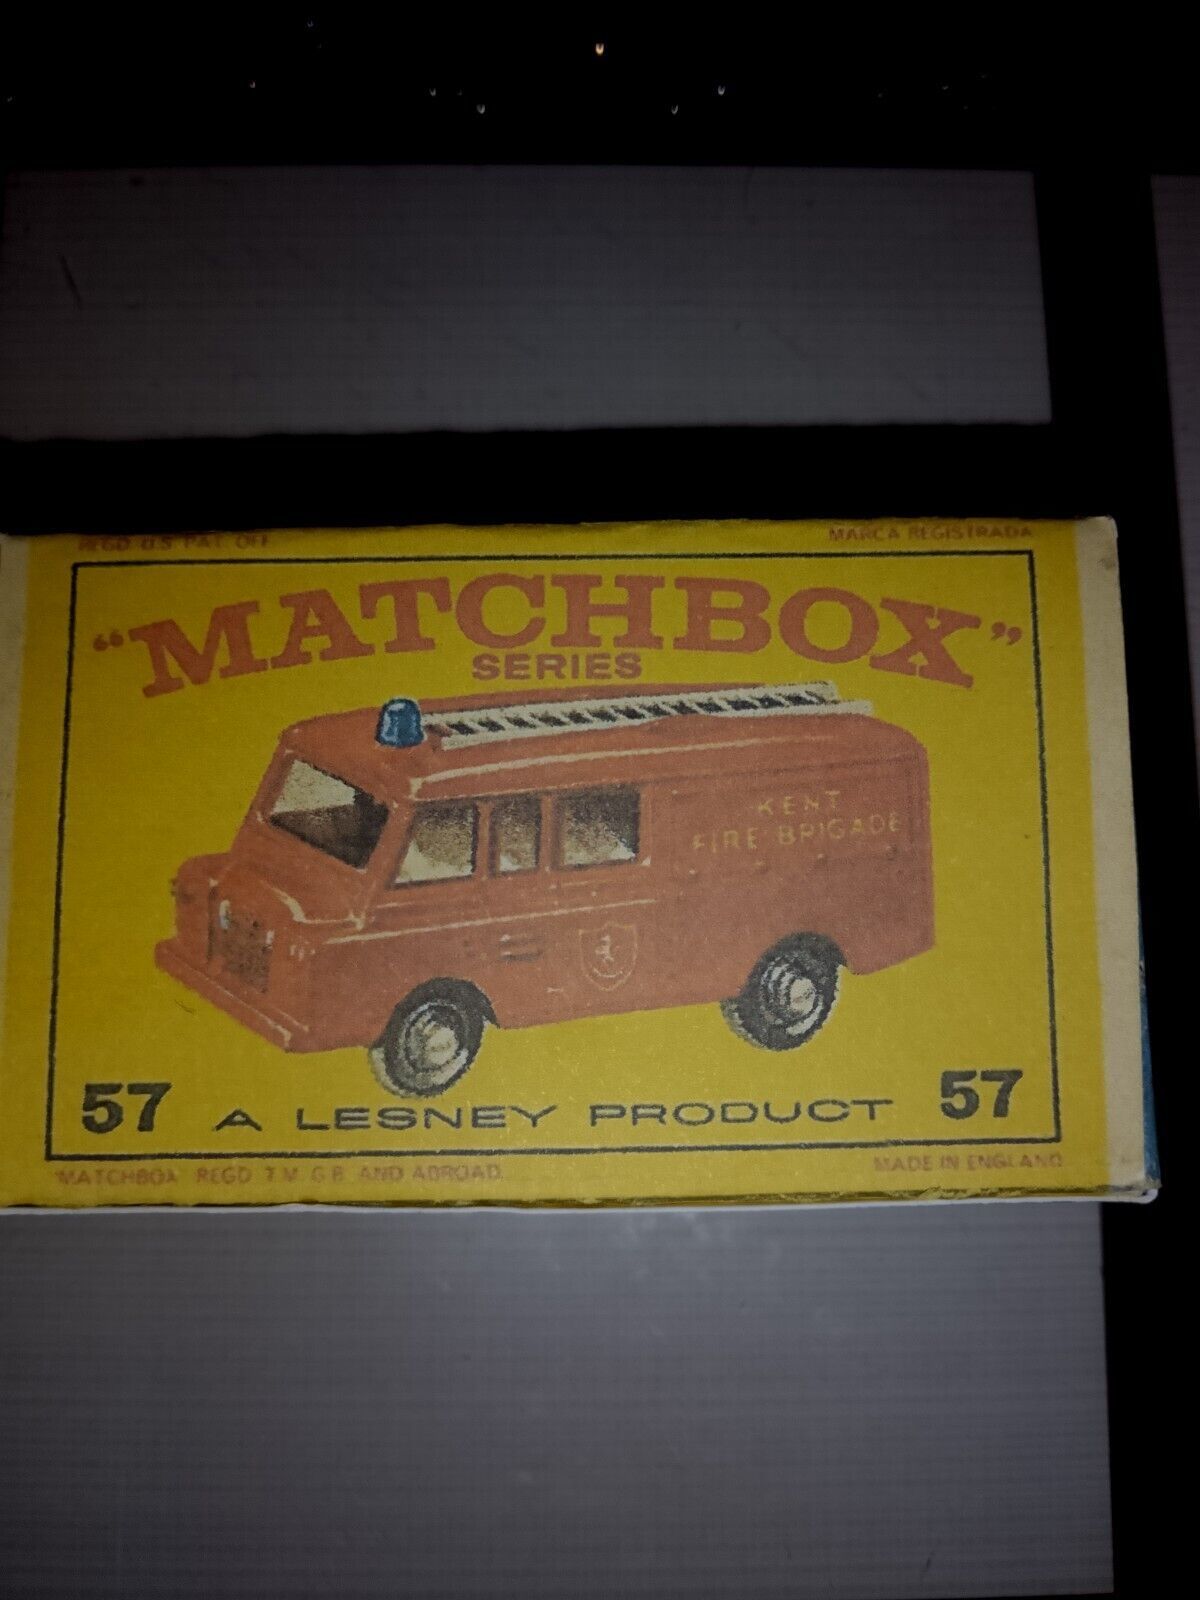 REGD U.S PAT. OFF
MARCA REGISTRADA
"MATCHBOX"
SERIES
KENT
FIRE BRIGADE
57 A LESNEY PRODUCT 57
"MATCHBOX" REGD T.M. G.B. AND ABROAD.
MADE IN ENGLAND